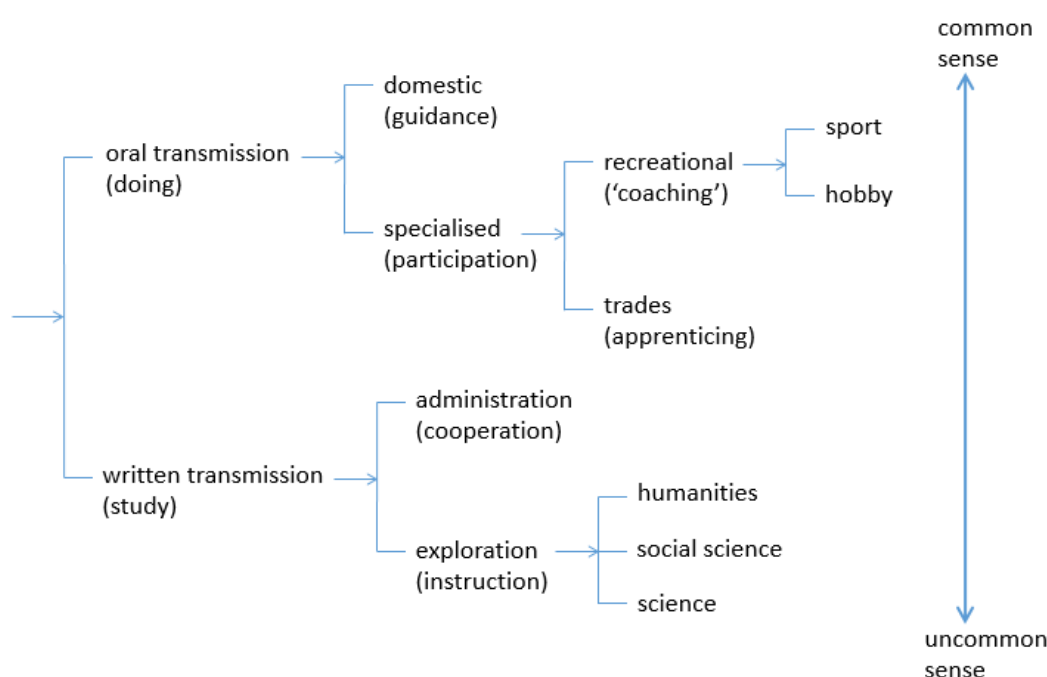 common
sense
domestic
(guidance)
sport
oral transmission
(doing)
recreational
(‘coaching’)
hobby
specialised
(participation)
trades
(apprenticing)
administration
(cooperation)
written transmission
(study)
humanities
exploration
(instruction)
social science
science
uncommon
sense